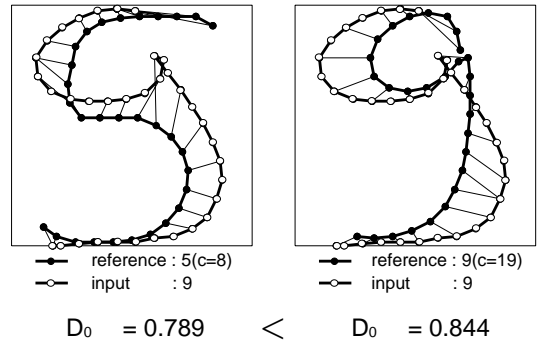 reference : 5(c=8)
input : 9
reference : 9(c=19)
input : 9
D₀ = 0.789 < D₀ = 0.844